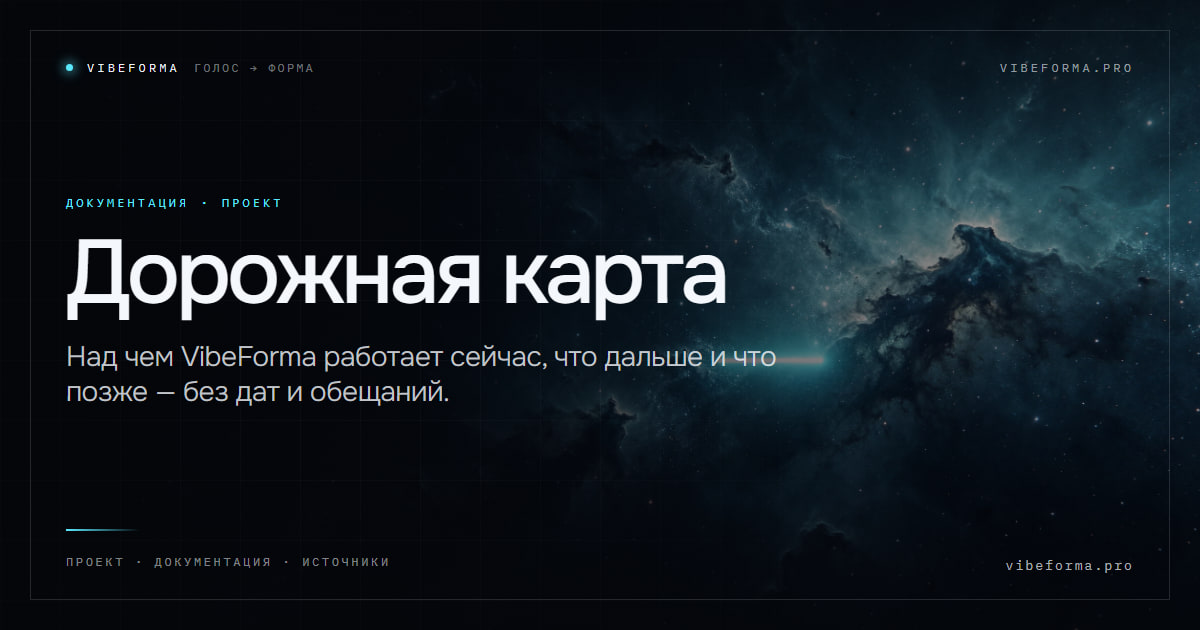 VIBEFORMA ГОЛОС → ФОРМА
VIBEFORMA.PRO
ДОКУМЕНТАЦИЯ · ПРОЕКТ
Дорожная карта
Над чем VibeForma работает сейчас, что дальше и что
позже — без дат и обещаний.
ПРОЕКТ · ДОКУМЕНТАЦИЯ · ИСТОЧНИКИ
vibeforma.pro